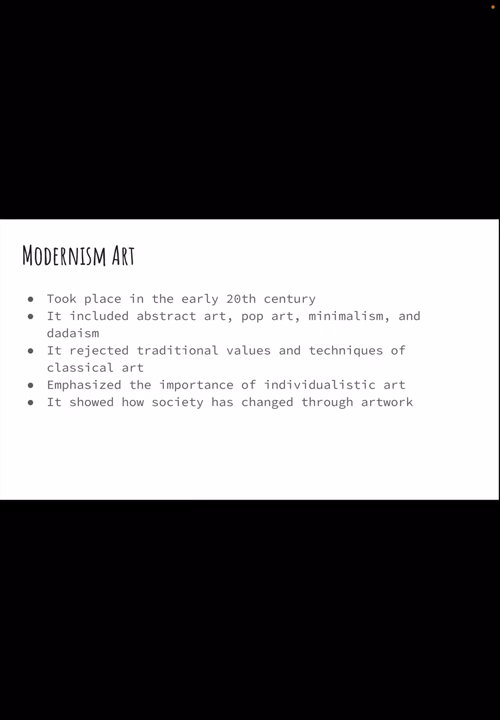 Modernism Art
● Took place in the early 20th century
● It included abstract art, pop art, minimalism, and
dadaism
● It rejected traditional values and techniques of
classical art
● Emphasized the importance of individualistic art
● It showed how society has changed through artwork